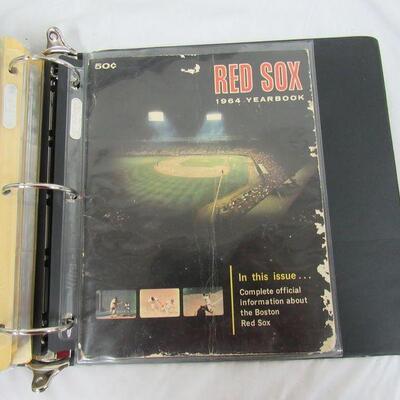 50¢
RED SOX
1964 YEARBOOK
In this issue...
Complete official
information about
the Boston
Red Sox